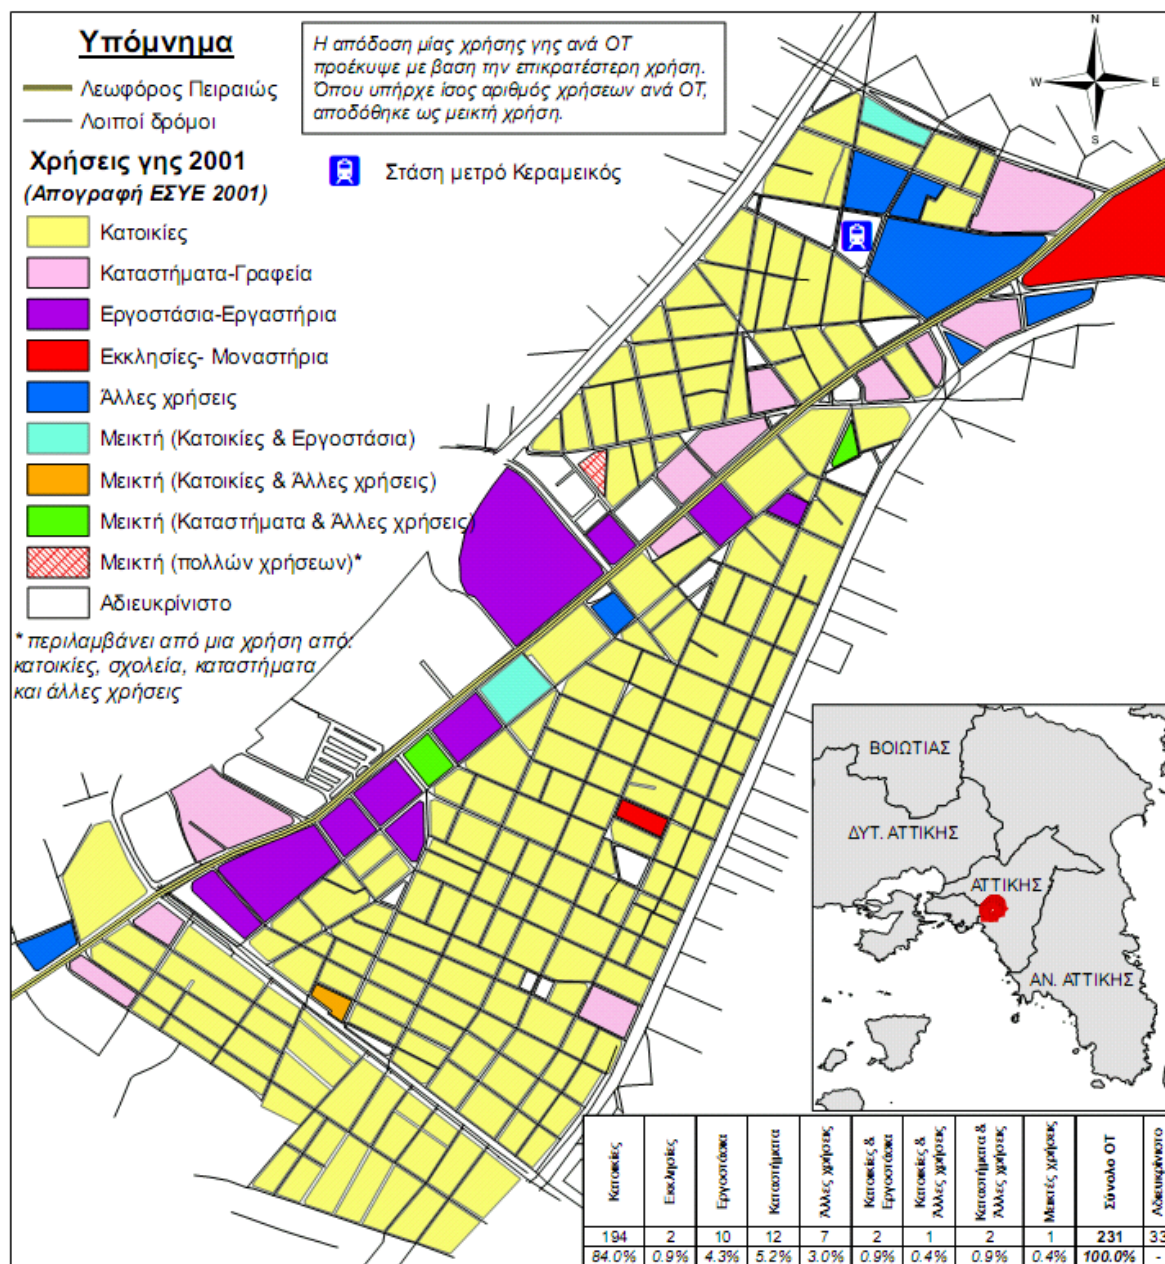 Υπόμνημα
Λεωφόρος Πειραιώς
Λοιποί δρόμοι
Η απόδοση μίας χρήσης γης ανά ΟΤ
προέκυψε με βαση την επικρατέστερη χρήση.
Όπου υπήρχε ίσος αριθμός χρήσεων ανά ΟΤ,
αποδόθηκε ως μεικτή χρήση.
N
W E
S
Χρήσεις γης 2001
(Απογραφή ΕΣΥΕ 2001)
Στάση μετρό Κεραμεικός
Κατοικίες
Καταστήματα-Γραφεία
Εργοστάσια-Εργαστήρια
Εκκλησίες- Μοναστήρια
Άλλες χρήσεις
Μεικτή (Κατοικίες & Εργοστάσια)
Μεικτή (Κατοικίες & Άλλες χρήσεις)
Μεικτή (Καταστήματα & Άλλες χρήσεις)
Μεικτή (πολλών χρήσεων)*
Αδιευκρίνιστο
* περιλαμβάνει από μια χρήση από:
κατοικίες, σχολεία, καταστήματα
και άλλες χρήσεις
ΒΟΙΩΤΙΑΣ
ΔΥΤ. ΑΤΤΙΚΗΣ
ΑΤΤΙΚΗΣ
ΑΝ. ΑΤΤΙΚΗΣ
Κατοικίες Εκκλησίες Εργοστάσια Καταστήματα Άλλες χρήσεις Κατοικίες & Εργοστάσια Κατοικίες & Άλλες χρήσεις Καταστήματα & Άλλες χρήσεις Μεικτές χρήσεις Σύνολο ΟΤ Αδιευκρίνιστο
194 2 10 12 7 2 1 2 1 231 33
84.0% 0.9% 4.3% 5.2% 3.0% 0.9% 0.4% 0.9% 0.4% 100.0% -